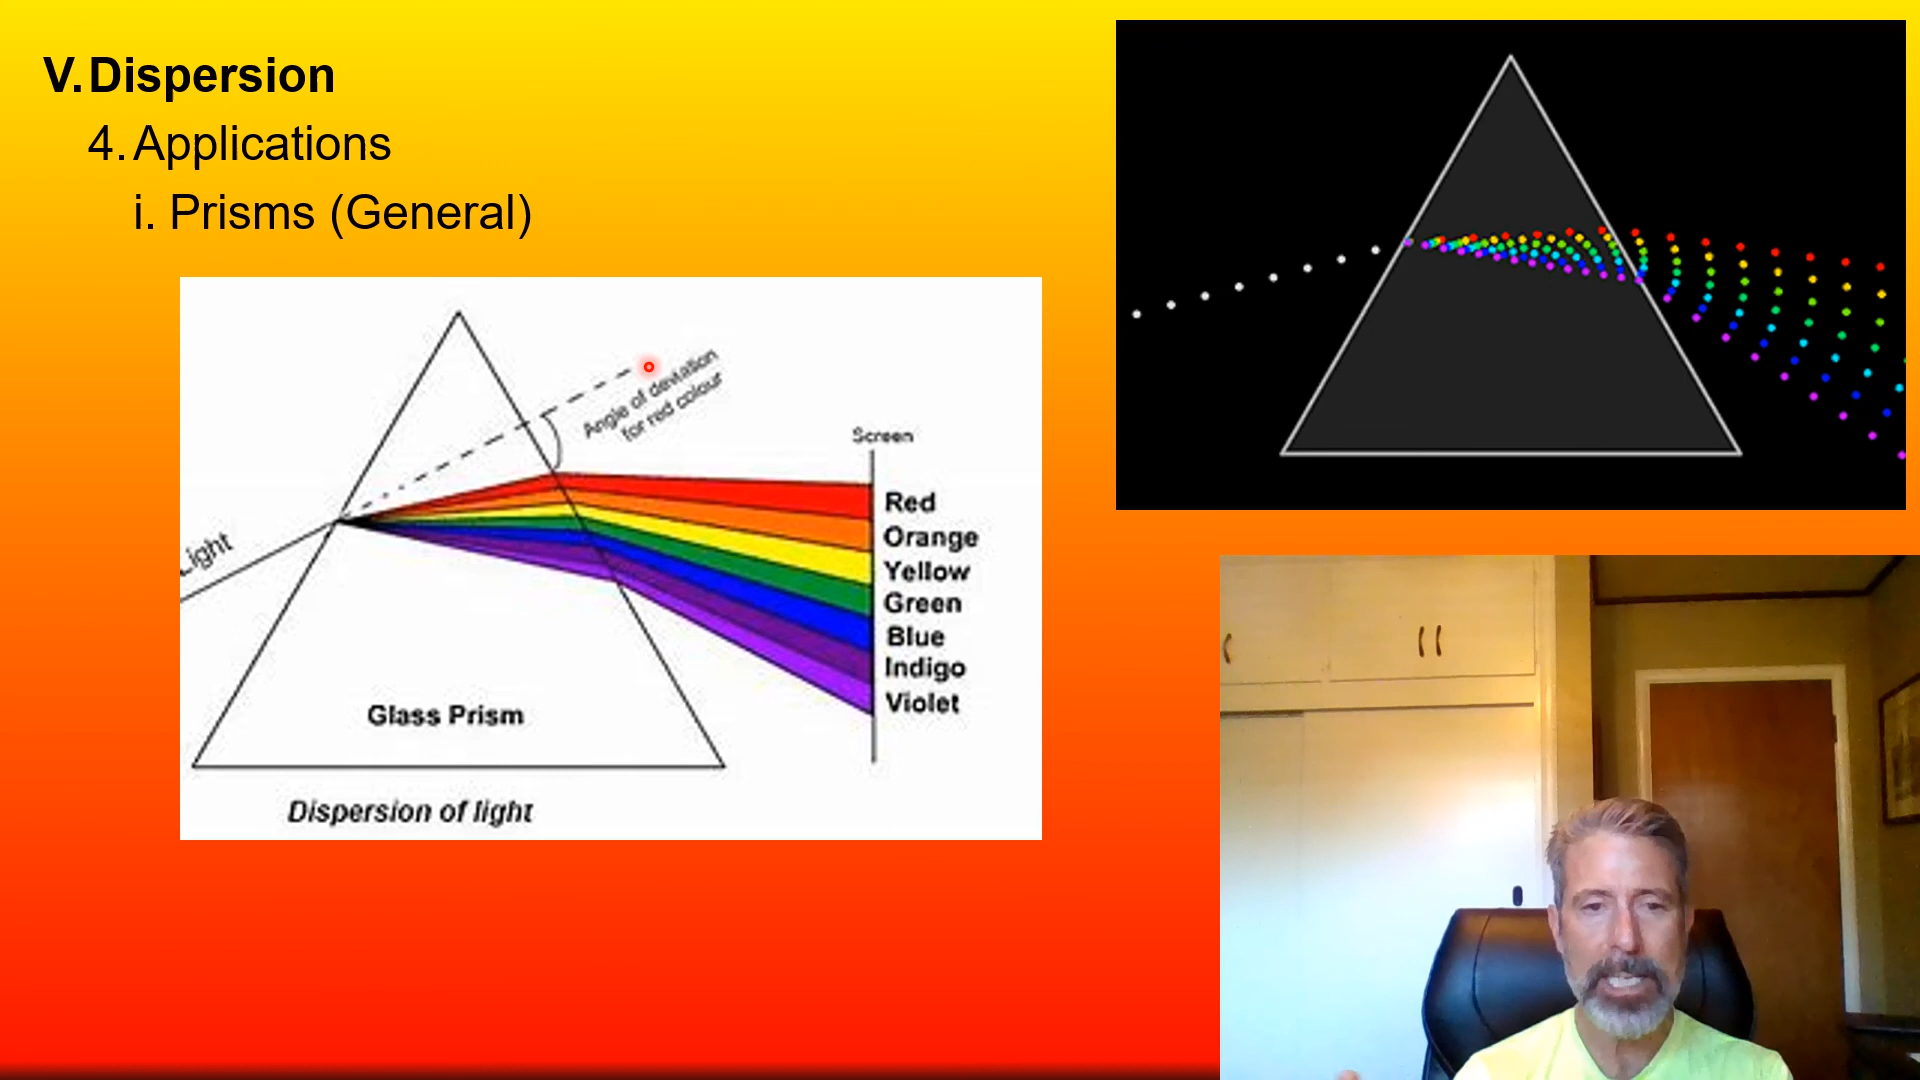 V. Dispersion
4. Applications
i. Prisms (General)
Angle of deviation
for red colour
Screen
Light
Red
Orange
Yellow
Green
Blue
Indigo
Violet
Glass Prism
Dispersion of light